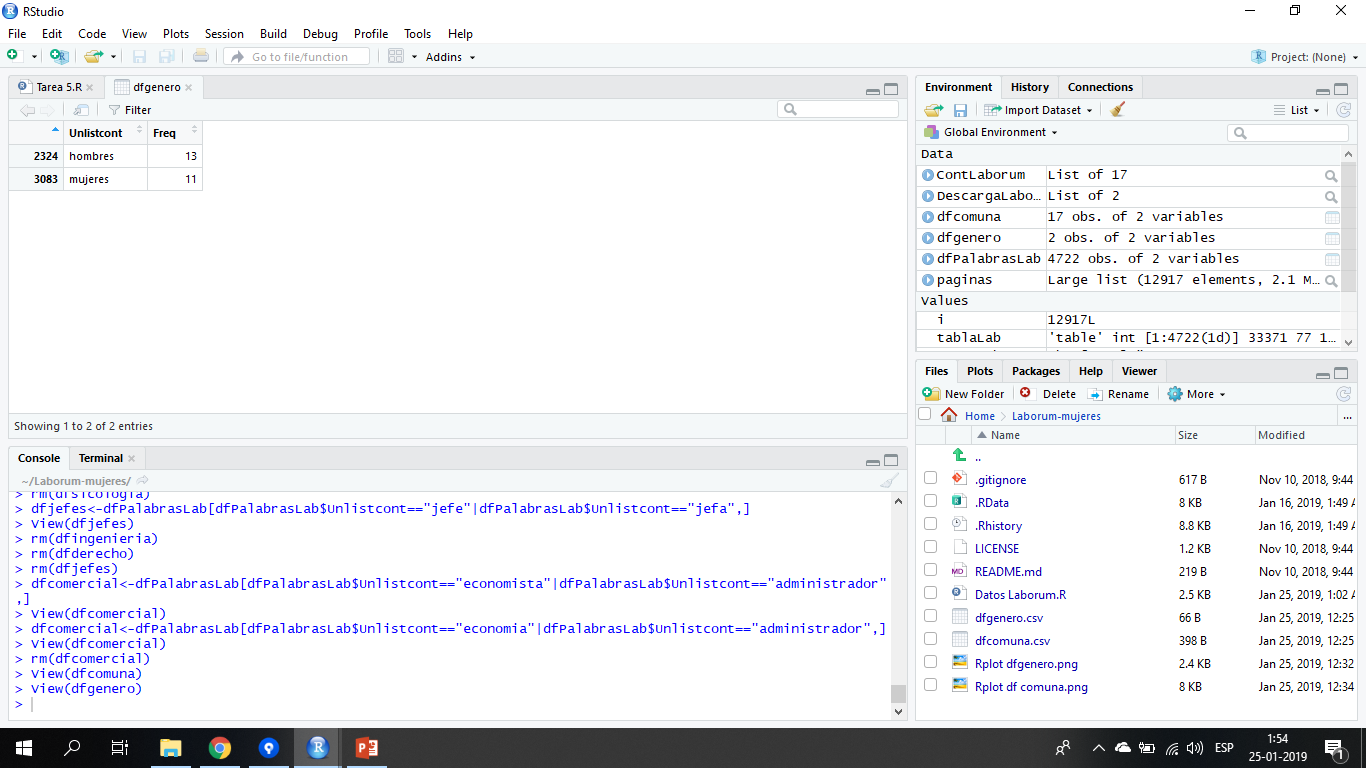 RStudio
File Edit Code View Plots Session Build Debug Profile Tools Help
Go to file/function Addins Project: (None)
Tarea 5.R dfgenero
Filter
Unlistcont Freq
2324 hombres 13
3083 mujeres 11
Showing 1 to 2 of 2 entries
Console Terminal
~/Laborum-mujeres/
> rm(dfsicologia)
> dfjefes<-dfPalabrasLab[dfPalabrasLab$Unlistcont=="jefe"|dfPalabrasLab$Unlistcont=="jefa",]
> View(dfjefes)
> rm(dfingenieria)
> rm(dfderecho)
> rm(dfjefes)
> dfcomercial<-dfPalabrasLab[dfPalabrasLab$Unlistcont=="economista"|dfPalabrasLab$Unlistcont=="administrador"
,]
> View(dfcomercial)
> dfcomercial<-dfPalabrasLab[dfPalabrasLab$Unlistcont=="economia"|dfPalabrasLab$Unlistcont=="administrador",]
> View(dfcomercial)
> rm(dfcomercial)
> View(dfcomuna)
> View(dfgenero)
>
Environment History Connections
Import Dataset List
Global Environment
Data
ContLaborum List of 17
DescargaLabo… List of 2
dfcomuna 17 obs. of 2 variables
dfgenero 2 obs. of 2 variables
dfPalabrasLab 4722 obs. of 2 variables
paginas Large list (12917 elements, 2.1 M…
Values
i 12917L
tablaLab 'table' int [1:4722(1d)] 33371 77 1…
Files Plots Packages Help Viewer
New Folder Delete Rename More
Home Laborum-mujeres ...
Name Size Modified
..
.gitignore 617 B Nov 10, 2018, 9:44
.RData 8 KB Jan 16, 2019, 1:49 A
.Rhistory 8.8 KB Jan 16, 2019, 1:49 A
LICENSE 1.2 KB Nov 10, 2018, 9:44
README.md 219 B Nov 10, 2018, 9:44
Datos Laborum.R 2.5 KB Jan 25, 2019, 1:02 A
dfgenero.csv 66 B Jan 25, 2019, 12:25
dfcomuna.csv 398 B Jan 25, 2019, 12:25
Rplot dfgenero.png 2.4 KB Jan 25, 2019, 12:32
Rplot df comuna.png 8 KB Jan 25, 2019, 12:34
ESP
1:54
25-01-2019
1